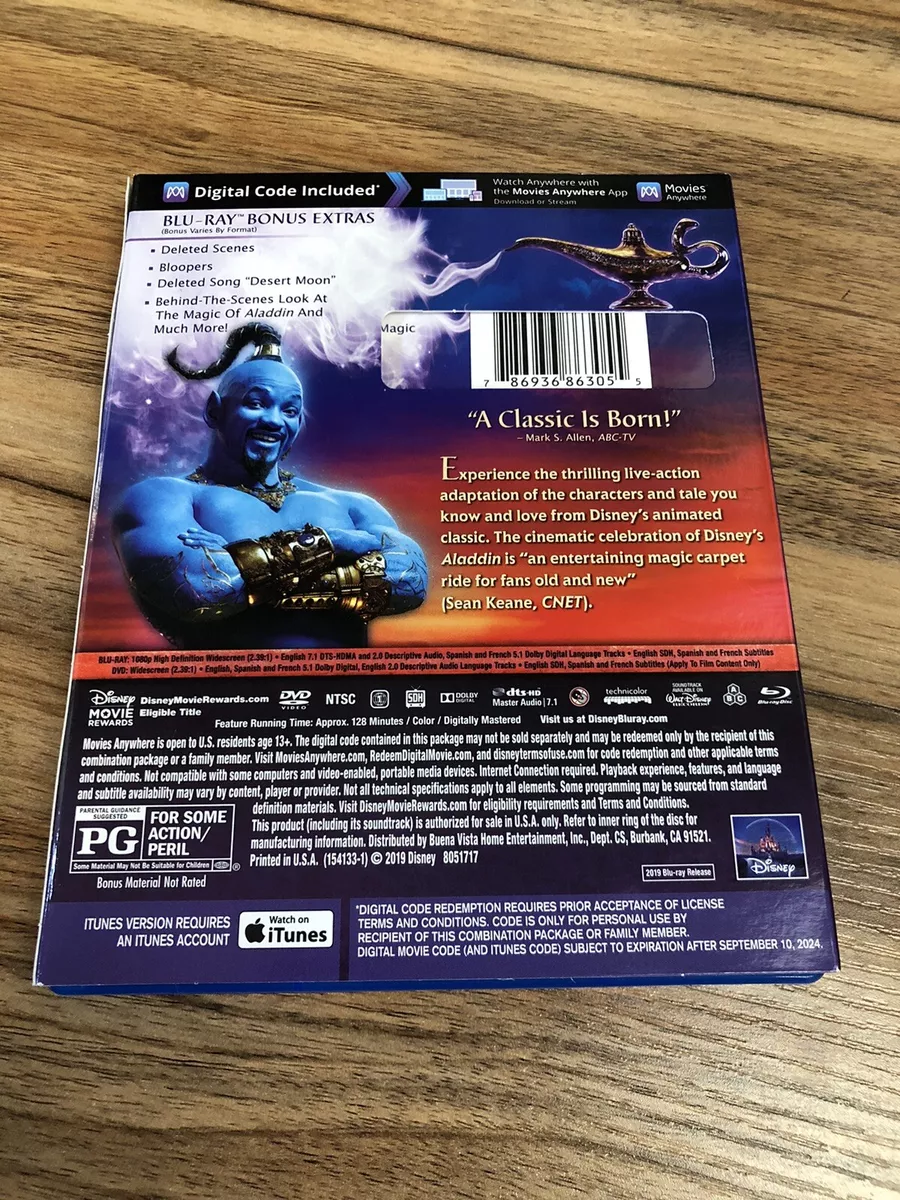 Digital Code Included*
Watch Anywhere with
the Movies Anywhere App
Download or Stream
Movies
Anywhere
BLU-RAY™ BONUS EXTRAS
(Bonus Varies By Format)
▪ Deleted Scenes
▪ Bloopers
▪ Deleted Song "Desert Moon"
▪ Behind-The-Scenes Look At
The Magic Of Aladdin And
Much More!
Magic
7 86936 86305 5
"A Classic Is Born!"
– Mark S. Allen, ABC-TV
Experience the thrilling live-action
adaptation of the characters and tale you
know and love from Disney's animated
classic. The cinematic celebration of Disney's
Aladdin is "an entertaining magic carpet
ride for fans old and new"
(Sean Keane, CNET).
BLU-RAY: 1080p High Definition Widescreen (2.39:1) • English 7.1 DTS-HDMA and 2.0 Descriptive Audio, Spanish and French 5.1 Dolby Digital Language Tracks • English SDH, Spanish and French Subtitles
DVD: Widescreen (2.39:1) • English, Spanish and French 5.1 Dolby Digital, English 2.0 Descriptive Audio Language Tracks • English SDH, Spanish and French Subtitles (Apply To Film Content Only)
Disney
MOVIE
REWARDS
DisneyMovieRewards.com
Eligible Title
DVD
VIDEO
NTSC
SDH
DOLBY
DIGITAL
dts-HD
Master Audio | 7.1
technicolor
SOUNDTRACK
AVAILABLE ON
WALT DISNEY
RECORDS
A
B C
Blu-ray Disc
Feature Running Time: Approx. 128 Minutes / Color / Digitally Mastered Visit us at DisneyBluray.com
Movies Anywhere is open to U.S. residents age 13+. The digital code contained in this package may not be sold separately and may be redeemed only by the recipient of this
combination package or a family member. Visit MoviesAnywhere.com, RedeemDigitalMovie.com, and disneytermsofuse.com for code redemption and other applicable terms
and conditions. Not compatible with some computers and video-enabled, portable media devices. Internet Connection required. Playback experience, features, and language
and subtitle availability may vary by content, player or provider. Not all technical specifications apply to all elements. Some programming may be sourced from standard
definition materials. Visit DisneyMovieRewards.com for eligibility requirements and Terms and Conditions.
This product (including its soundtrack) is authorized for sale in U.S.A. only. Refer to inner ring of the disc for
manufacturing information. Distributed by Buena Vista Home Entertainment, Inc., Dept. CS, Burbank, CA 91521.
Printed in U.S.A. (154133-1) © 2019 Disney 8051717
PARENTAL GUIDANCE
SUGGESTED
PG
FOR SOME
ACTION/
PERIL
Some Material May Not Be Suitable for Children
®
Bonus Material Not Rated
2019 Blu-ray Release
Disney
ITUNES VERSION REQUIRES
AN ITUNES ACCOUNT
Watch on
iTunes
*DIGITAL CODE REDEMPTION REQUIRES PRIOR ACCEPTANCE OF LICENSE
TERMS AND CONDITIONS. CODE IS ONLY FOR PERSONAL USE BY
RECIPIENT OF THIS COMBINATION PACKAGE OR FAMILY MEMBER.
DIGITAL MOVIE CODE (AND ITUNES CODE) SUBJECT TO EXPIRATION AFTER SEPTEMBER 10, 2024.